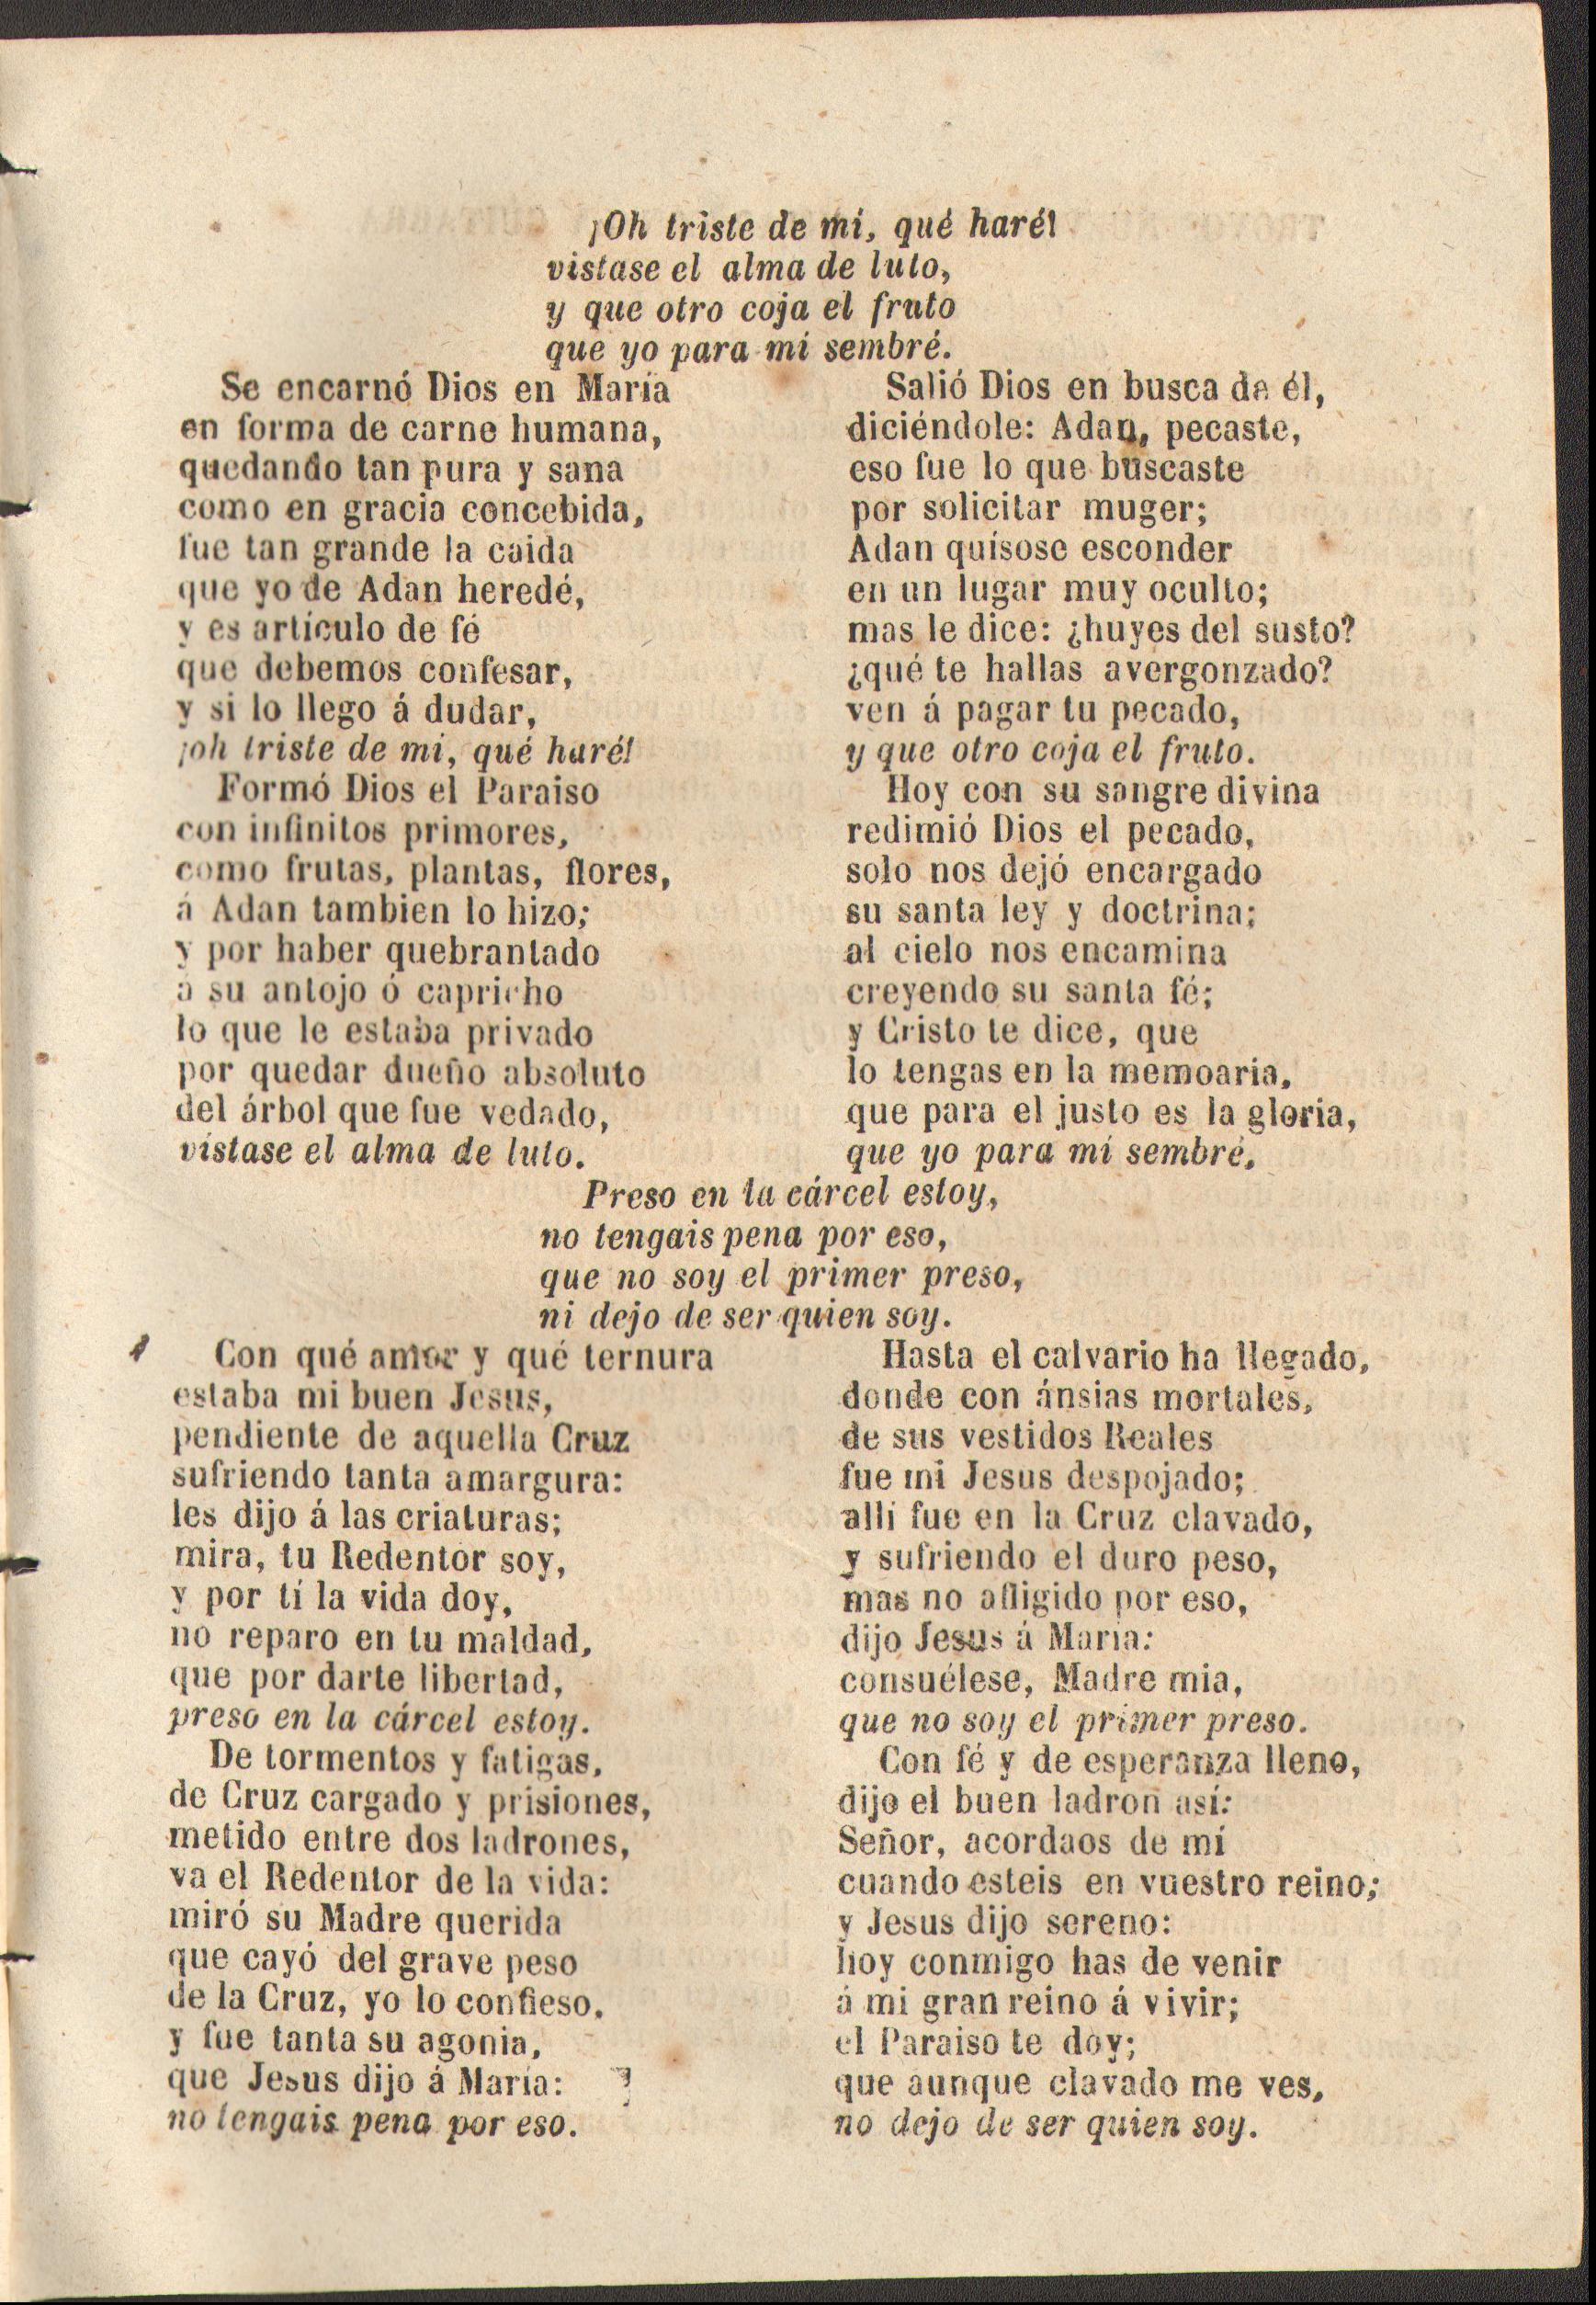 ¡Oh triste de mí, qué haré!
vistase el alma de luto,
y que otro coja el fruto
que yo para mí sembré.
Se encarnó Dios en María
en forma de carne humana,
quedando tan pura y sana
como en gracia concebida,
fue tan grande la caida
que yo de Adan heredé,
y es artículo de fé
que debemos confesar,
y si lo llego á dudar,
¡oh triste de mi, qué haré!
Formó Dios el Paraiso
con infinitos primores,
como frutas, plantas, flores,
á Adan tambien lo hizo;
y por haber quebrantado
á su antojo ó capricho
lo que le estaba privado
por quedar dueño absoluto
del árbol que fue vedado,
vistase el alma de luto.
Salió Dios en busca de él,
diciéndole: Adan, pecaste,
eso fue lo que buscaste
por solicitar muger;
Adan quísose esconder
en un lugar muy oculto;
mas le dice: ¿huyes del susto?
¿qué te hallas avergonzado?
ven á pagar tu pecado,
y que otro coja el fruto.
Hoy con su sangre divina
redimió Dios el pecado,
solo nos dejó encargado
su santa ley y doctrina;
al cielo nos encamina
creyendo su santa fé;
y Cristo te dice, que
lo tengas en la memoaria,
que para el justo es la gloria,
que yo para mí sembré.
Preso en la cárcel estoy,
no tengais pena por eso,
que no soy el primer preso,
ni dejo de ser quien soy.
Con qué amor y qué ternura
estaba mi buen Jesus,
pendiente de aquella Cruz
sufriendo tanta amargura:
les dijo á las criaturas;
mira, tu Redentor soy,
y por tí la vida doy,
no reparo en tu maldad,
que por darte libertad,
preso en la cárcel estoy.
De tormentos y fatigas,
de Cruz cargado y prisiones,
metido entre dos ladrones,
va el Redentor de la vida:
miró su Madre querida
que cayó del grave peso
de la Cruz, yo lo confieso,
y fue tanta su agonia,
que Jesus dijo á María:
no tengais pena por eso.
Hasta el calvario ha llegado,
donde con ánsias mortales,
de sus vestidos Reales
fue mi Jesus despojado;
allí fue en la Cruz clavado,
y sufriendo el duro peso,
mas no afligido por eso,
dijo Jesus á María:
consuélese, Madre mia,
que no soy el primer preso.
Con fé y de esperanza lleno,
dijo el buen ladron así:
Señor, acordaos de mí
cuando esteis en vuestro reino;
y Jesus dijo sereno:
hoy conmigo has de venir
á mi gran reino á vivir;
el Paraiso te doy;
que aunque clavado me ves,
no dejo de ser quien soy.